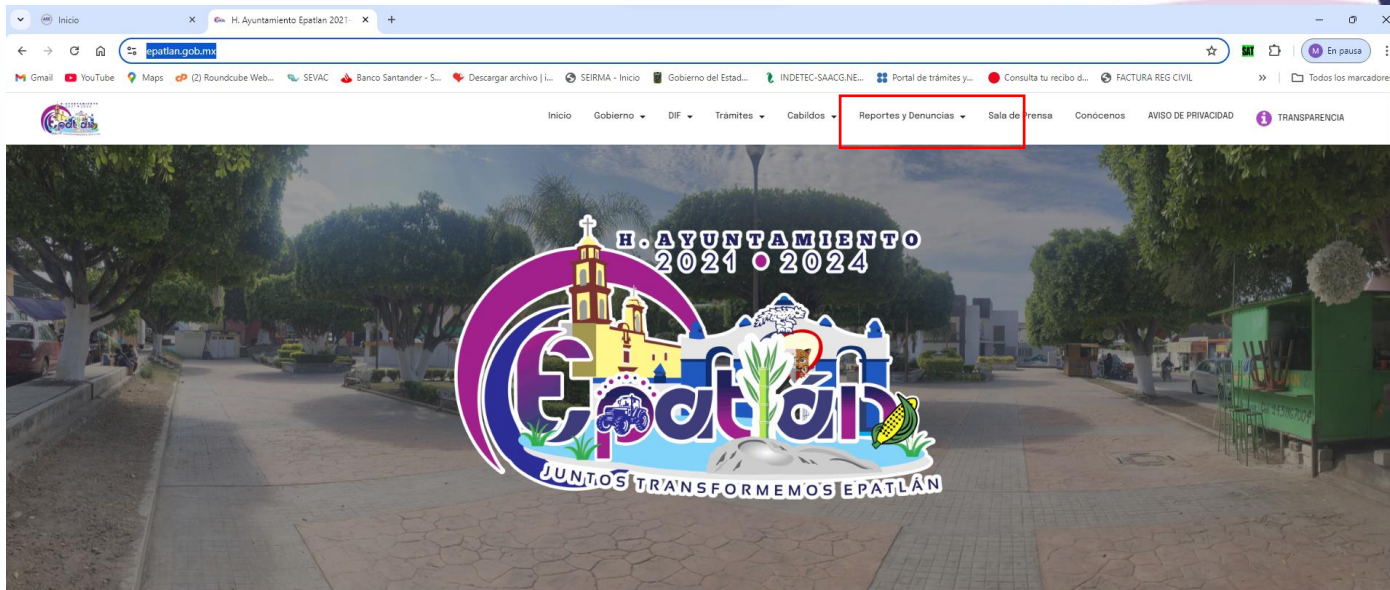 Inicio
H. Ayuntamiento Epatlan 2021-
epatlan.gob.mx
SAT
M
En pausa
Gmail
YouTube
Maps
(2) Roundcube Web...
SEVAC
Banco Santander - S...
Descargar archivo | i...
SEIRMA - Inicio
Gobierno del Estad...
INDETEC-SAACG.NE...
Portal de trámites y...
Consulta tu recibo d...
FACTURA REG CIVIL
»
Todos los marcadores
Epatlán
Inicio
Gobierno
DIF
Trámites
Cabildos
Reportes y Denuncias
Sala de Prensa
Conócenos
AVISO DE PRIVACIDAD
TRANSPARENCIA
H. AYUNTAMIENTO
2021 • 2024
Epatlán
JUNTOS TRANSFORMEMOS EPATLÁN